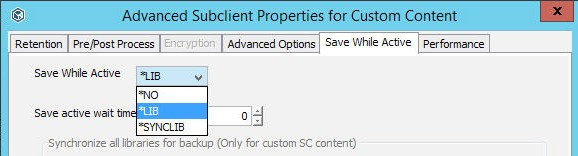 Advanced Subclient Properties for Custom Content
x
Retention Pre/Post Process Encryption Advanced Options Save While Active Performance
Save While Active *LIB
*NO
*LIB
*SYNCLIB
Save active wait time 0
Synchronize all libraries for backup (Only for custom SC content)